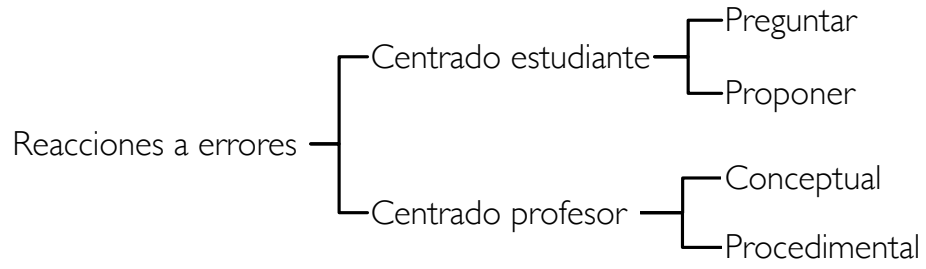 Preguntar
Centrado estudiante
Proponer
Reacciones a errores
Conceptual
Centrado profesor
Procedimental